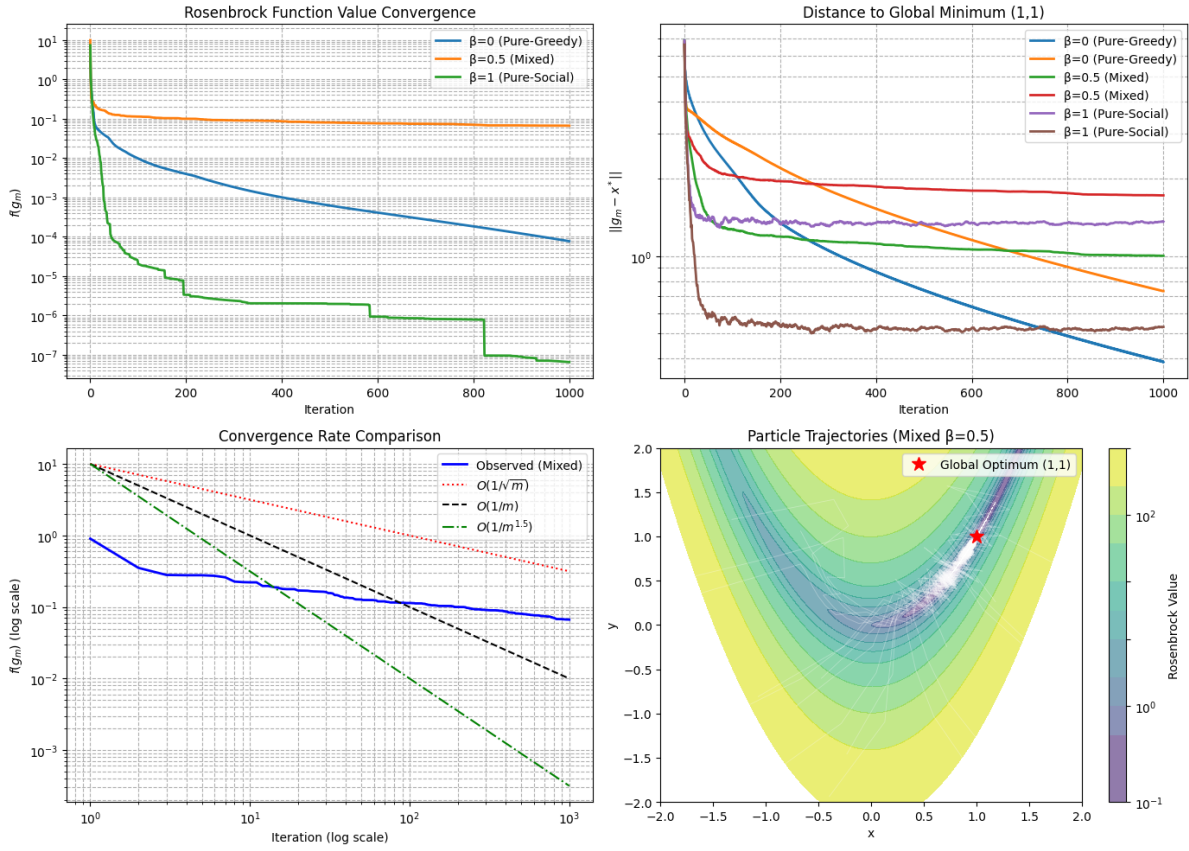 Rosenbrock Function Value Convergence
f(g_m)
10^1
10^0
10^-1
10^-2
10^-3
10^-4
10^-5
10^-6
10^-7
β=0 (Pure-Greedy)
β=0.5 (Mixed)
β=1 (Pure-Social)
0 200 400 600 800 1000
Iteration
Distance to Global Minimum (1,1)
||g_m − x*||
10^0
β=0 (Pure-Greedy)
β=0 (Pure-Greedy)
β=0.5 (Mixed)
β=0.5 (Mixed)
β=1 (Pure-Social)
β=1 (Pure-Social)
0 200 400 600 800 1000
Iteration
Convergence Rate Comparison
f(g_m) (log scale)
10^1
10^0
10^-1
10^-2
10^-3
Observed (Mixed)
O(1/√m)
O(1/m)
O(1/m^1.5)
10^0 10^1 10^2 10^3
Iteration (log scale)
Particle Trajectories (Mixed β=0.5)
y
2.0
1.5
1.0
0.5
0.0
−0.5
−1.0
−1.5
−2.0
Global Optimum (1,1)
−2.0 −1.5 −1.0 −0.5 0.0 0.5 1.0 1.5 2.0
x
10^2
10^0
10^-1
Rosenbrock Value